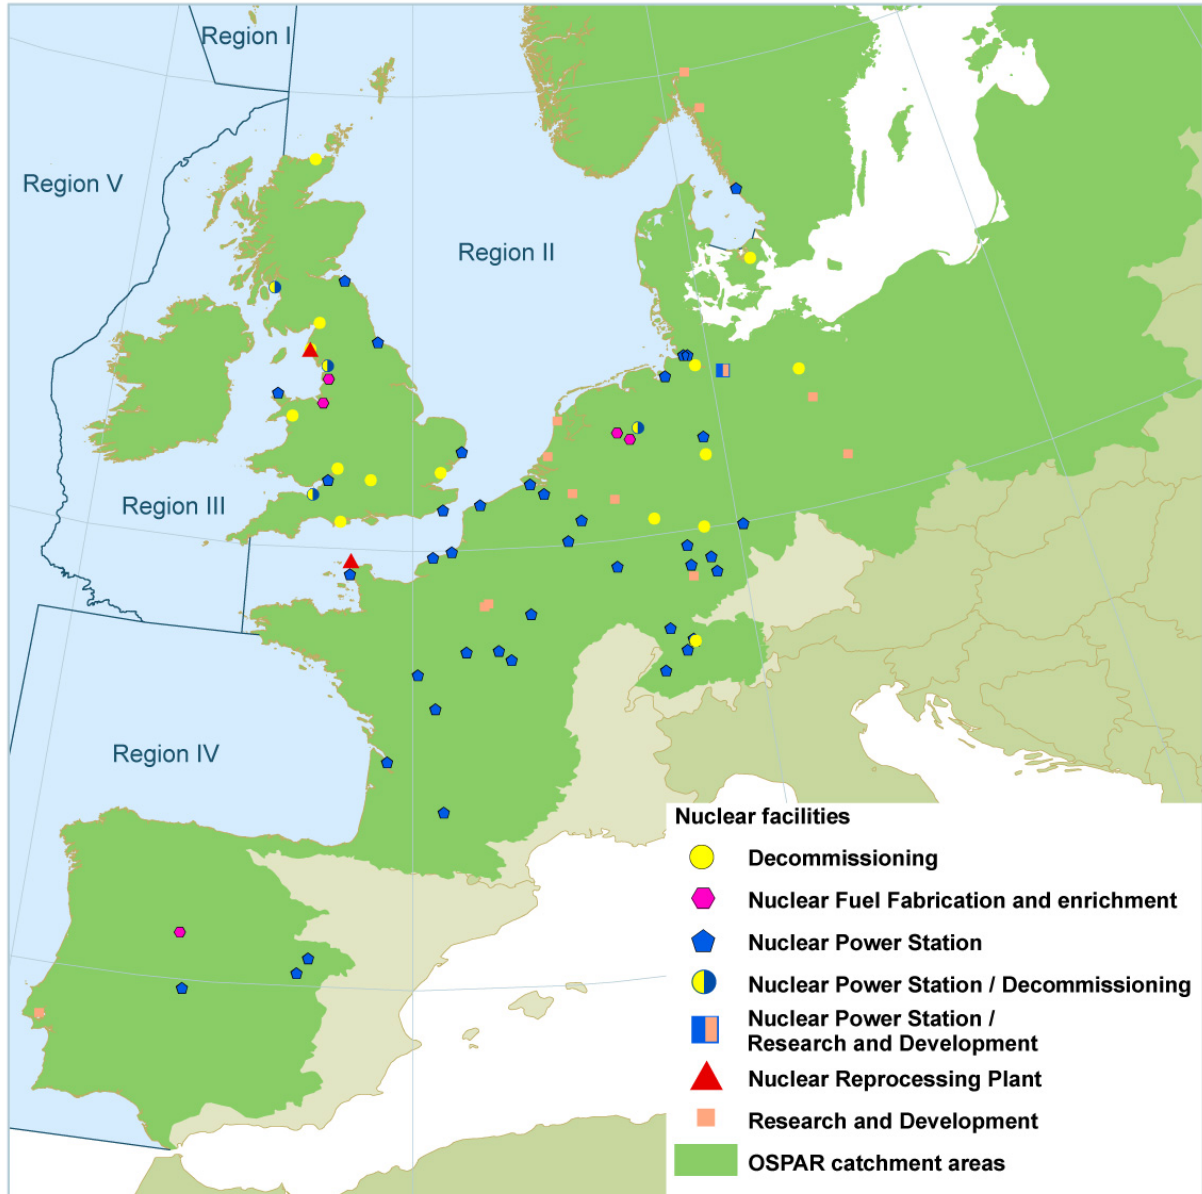 Region I
Region V
Region II
Region III
Region IV
Nuclear facilities
Decommissioning
Nuclear Fuel Fabrication and enrichment
Nuclear Power Station
Nuclear Power Station / Decommissioning
Nuclear Power Station /
Research and Development
Nuclear Reprocessing Plant
Research and Development
OSPAR catchment areas